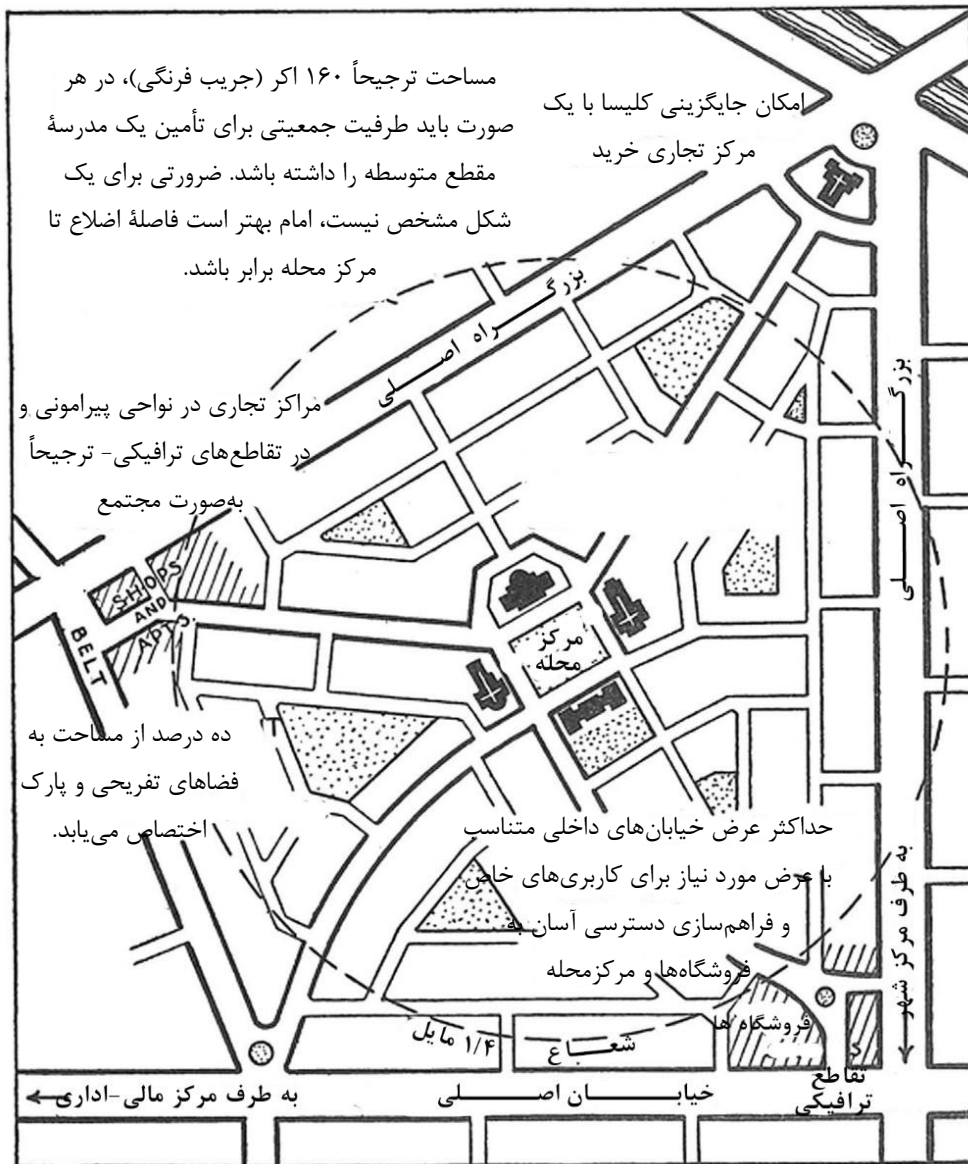 مساحت ترجیحاً ۱۶۰ اکر (جریب فرنگی)، در هر
صورت باید ظرفیت جمعیتی برای تأمین یک مدرسۀ
مقطع متوسطه را داشته باشد. ضرورتی برای یک
شکل مشخص نیست، امام بهتر است فاصلۀ اضلاع تا
مرکز محله برابر باشد.
امکان جایگزینی کلیسا با یک
مرکز تجاری خرید
بزرگراه اصلی
بزرگراه اصلی
مراکز تجاری در نواحی پیرامونی و
در تقاطع‌های ترافیکی- ترجیحاً
به‌صورت مجتمع
SHOPS
AND
APTS.
BELT
مرکز
محله
ده درصد از مساحت به
فضاهای تفریحی و پارک
اختصاص می‌یابد.
حداکثر عرض خیابان‌های داخلی متناسب
با عرض مورد نیاز برای کاربری‌های خاص
و فراهم‌سازی دسترسی آسان به
فروشگاه‌ها و مرکزمحله
به طرف مرکز شهر
فروشگاه ها
شعاع ۱/۴ مایل
تقاطع
ترافیکی
خیابان اصلی
به طرف مرکز مالی-اداری